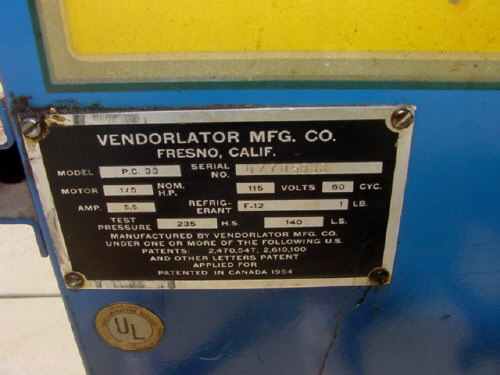 VENDORLATOR MFG. CO.
FRESNO, CALIF.
MODEL P.C. 33 SERIAL NO.
MOTOR 1/5 NOM. H.P. 115 VOLTS 60 CYC.
AMP 5.5 REFRIG-ERANT F-12 1 LB.
TEST PRESSURE 235 H.S. 140 L.S.
MANUFACTURED BY VENDORLATOR MFG. CO.
UNDER ONE OR MORE OF THE FOLLOWING U.S.
PATENTS: 2,470,547, 2,610,100
AND OTHER LETTERS PATENT
APPLIED FOR
PATENTED IN CANADA 1954
UL